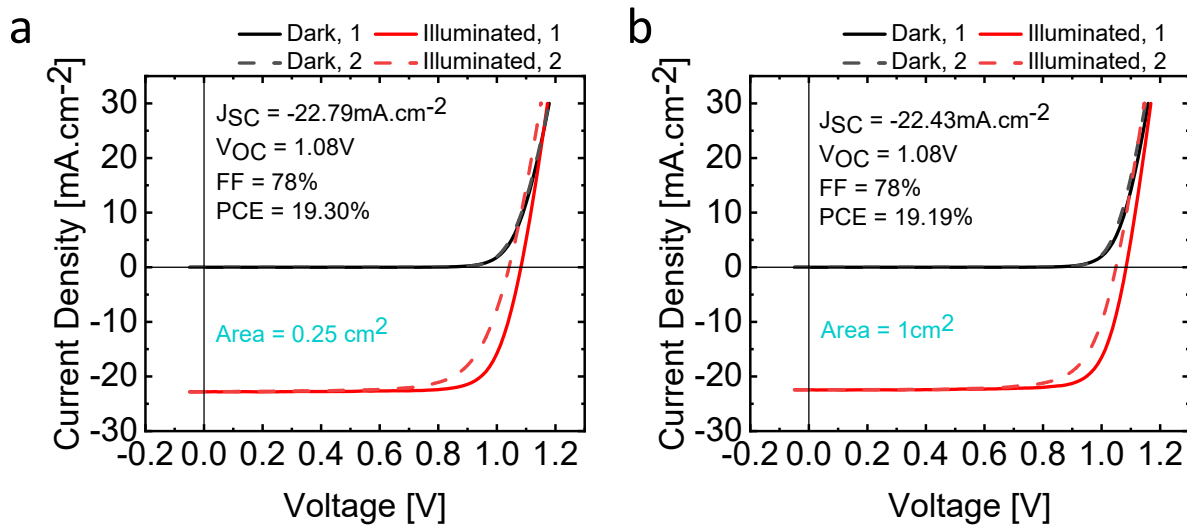 a
Dark, 1 Illuminated, 1
Dark, 2 Illuminated, 2
Current Density [mA.cm-2]
30
20
10
0
-10
-20
-30
JSC = -22.79mA.cm-2
VOC = 1.08V
FF = 78%
PCE = 19.30%
Area = 0.25 cm2
-0.2 0.0 0.2 0.4 0.6 0.8 1.0 1.2
Voltage [V]
b
Dark, 1 Illuminated, 1
Dark, 2 Illuminated, 2
Current Density [mA.cm-2]
30
20
10
0
-10
-20
-30
JSC = -22.43mA.cm-2
VOC = 1.08V
FF = 78%
PCE = 19.19%
Area = 1cm2
-0.2 0.0 0.2 0.4 0.6 0.8 1.0 1.2
Voltage [V]